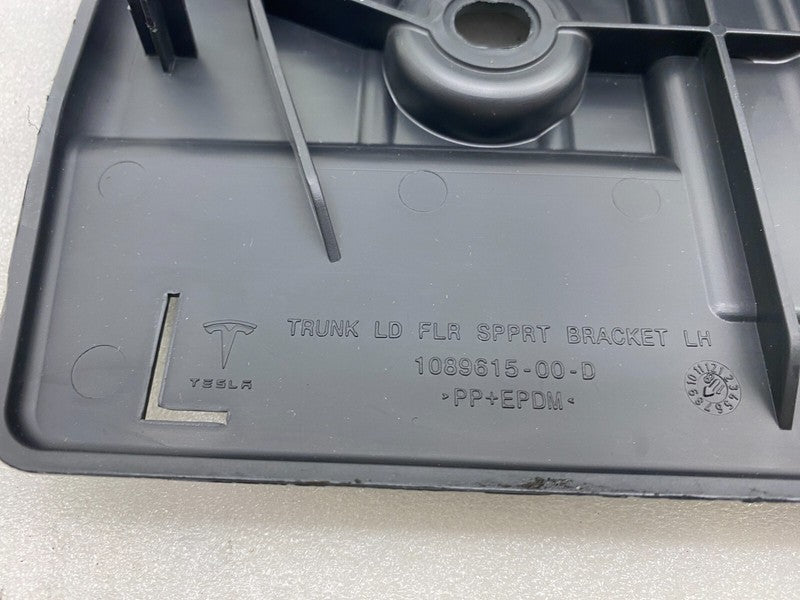 TRUNK LD FLR SPPRT BRACKET LH
1089615-00-D
>PP+EPDM<
L
TESLA